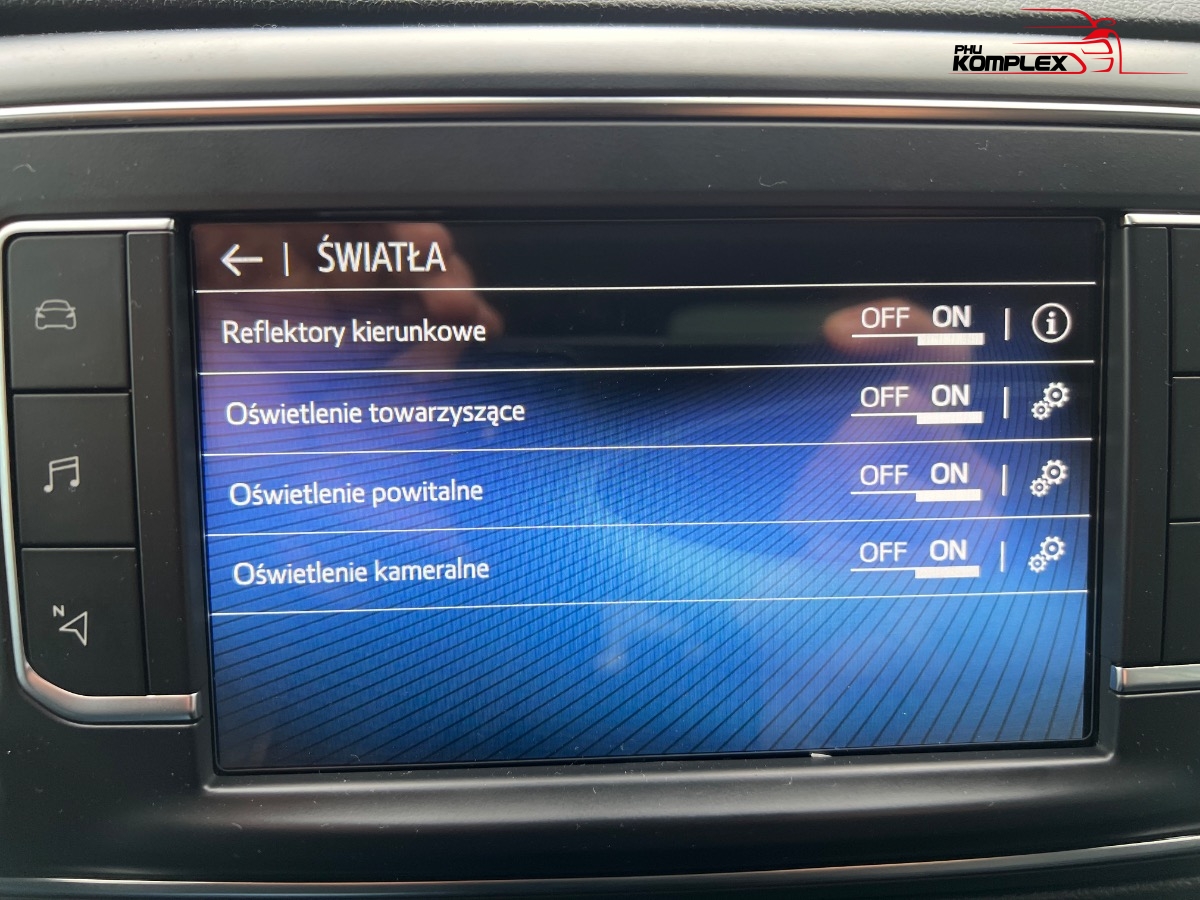 PHU
KOMPLEX
← | ŚWIATŁA
Reflektory kierunkowe OFF ON | i
Oświetlenie towarzyszące OFF ON |
Oświetlenie powitalne OFF ON |
Oświetlenie kameralne OFF ON |
N